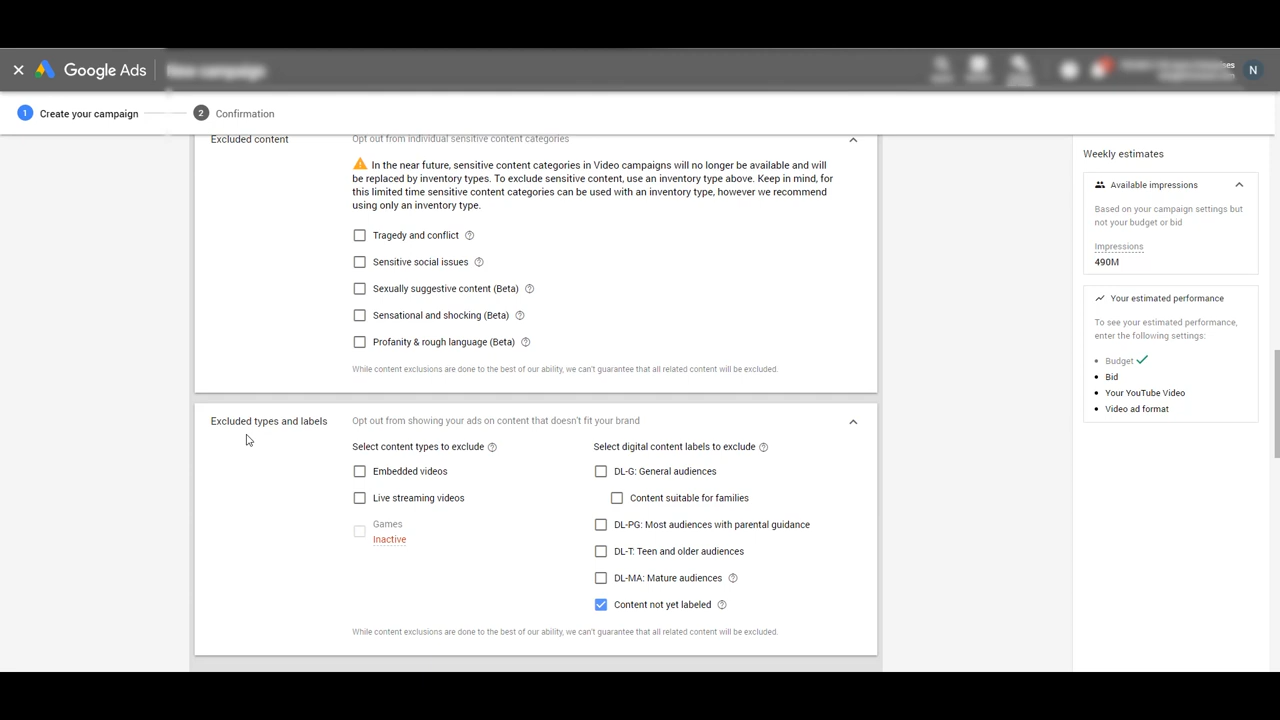 Google Ads
New campaign
N
1 Create your campaign
2 Confirmation
Excluded content
Opt out from individual sensitive content categories
In the near future, sensitive content categories in Video campaigns will no longer be available and will
be replaced by inventory types. To exclude sensitive content, use an inventory type above. Keep in mind, for
this limited time sensitive content categories can be used with an inventory type, however we recommend
using only an inventory type.
Tragedy and conflict
Sensitive social issues
Sexually suggestive content (Beta)
Sensational and shocking (Beta)
Profanity & rough language (Beta)
While content exclusions are done to the best of our ability, we can't guarantee that all related content will be excluded.
Excluded types and labels
Opt out from showing your ads on content that doesn't fit your brand
Select content types to exclude
Embedded videos
Live streaming videos
Games
Inactive
Select digital content labels to exclude
DL-G: General audiences
Content suitable for families
DL-PG: Most audiences with parental guidance
DL-T: Teen and older audiences
DL-MA: Mature audiences
Content not yet labeled
While content exclusions are done to the best of our ability, we can't guarantee that all related content will be excluded.
Weekly estimates
Available impressions
Based on your campaign settings but
not your budget or bid
Impressions
490M
Your estimated performance
To see your estimated performance,
enter the following settings:
Budget
Bid
Your YouTube Video
Video ad format